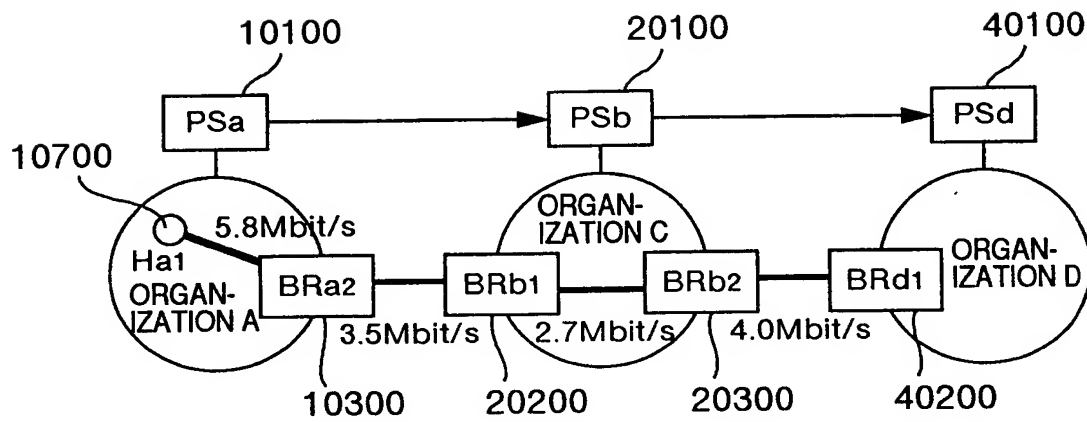 10100
20100
40100
PSa
PSb
PSd
10700
5.8Mbit/s
Ha1
ORGAN-
IZATION A
BRa2
3.5Mbit/s
BRb1
ORGAN-
IZATION C
2.7Mbit/s
BRb2
4.0Mbit/s
BRd1
ORGAN-
IZATION D
10300
20200
20300
40200